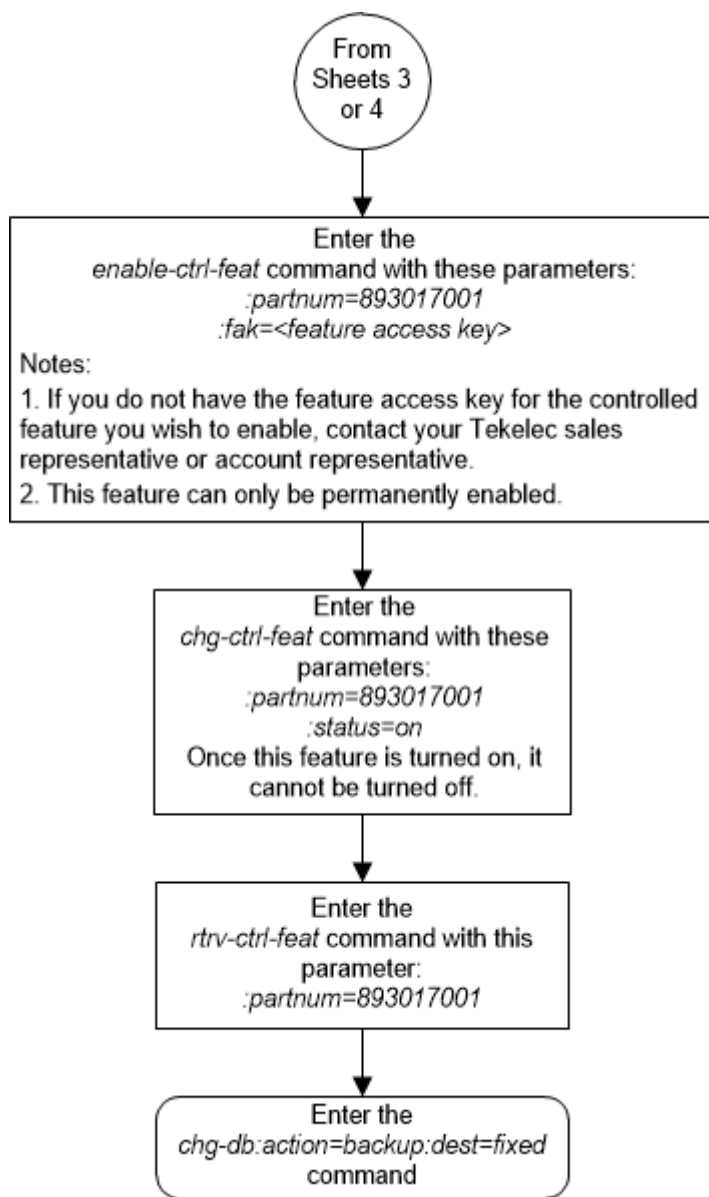 From
Sheets 3
or 4
Enter the
enable-ctrl-feat command with these parameters:
:partnum=893017001
:fak=<feature access key>
Notes:
1. If you do not have the feature access key for the controlled
feature you wish to enable, contact your Tekelec sales
representative or account representative.
2. This feature can only be permanently enabled.
Enter the
chg-ctrl-feat command with these
parameters:
:partnum=893017001
:status=on
Once this feature is turned on, it
cannot be turned off.
Enter the
rtrv-ctrl-feat command with this
parameter:
:partnum=893017001
Enter the
chg-db:action=backup:dest=fixed
command